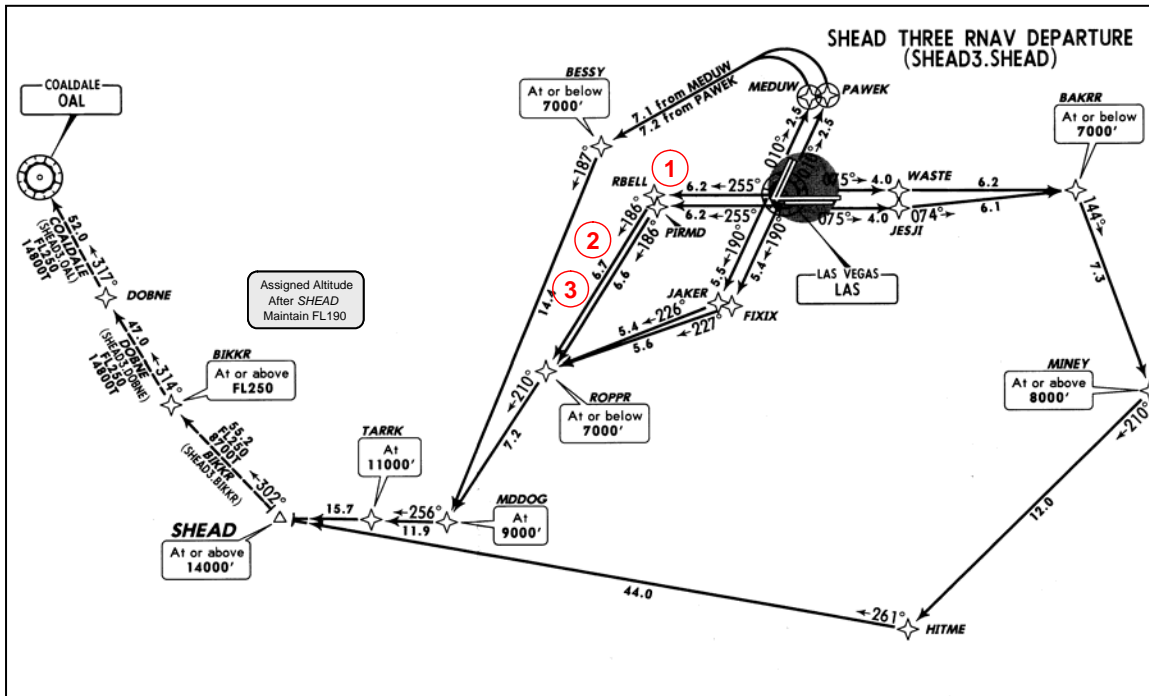 SHEAD THREE RNAV DEPARTURE
(SHEAD3.SHEAD)
COALDALE
OAL
BESSY
At or below
7000'
7.1 from MEDUW
7.2 from PAWEK
MEDUW
PAWEK
BAKRR
At or below
7000'
2.5
2.5
010°
010°
187°
1
RBELL
6.2
255°
075°
4.0
WASTE
6.2
186°
6.2
255°
075°
4.0
074°
6.1
PIRMD
JESJI
144°
186°
190°
190°
2
6.7
6.6
7.3
LAS VEGAS
LAS
5.5
5.4
52.0
317°
COALDALE
(SHEAD3.OAL)
FL250
14800T
DOBNE
Assigned Altitude
After SHEAD
Maintain FL190
3
14.4
JAKER
FIXIX
5.4
226°
5.6
227°
47.0
314°
DOBNE
(SHEAD3.DOBNE)
FL250
14800T
BIKKR
At or above
FL250
ROPPR
At or below
7000'
210°
7.2
MINEY
At or above
8000'
210°
55.2
FL250
8700T
BIKKR
(SHEAD3.BIKKR)
302°
TARRK
At
11000'
MDDOG
At
9000'
12.0
15.7
256°
11.9
SHEAD
At or above
14000'
44.0
261°
HITME